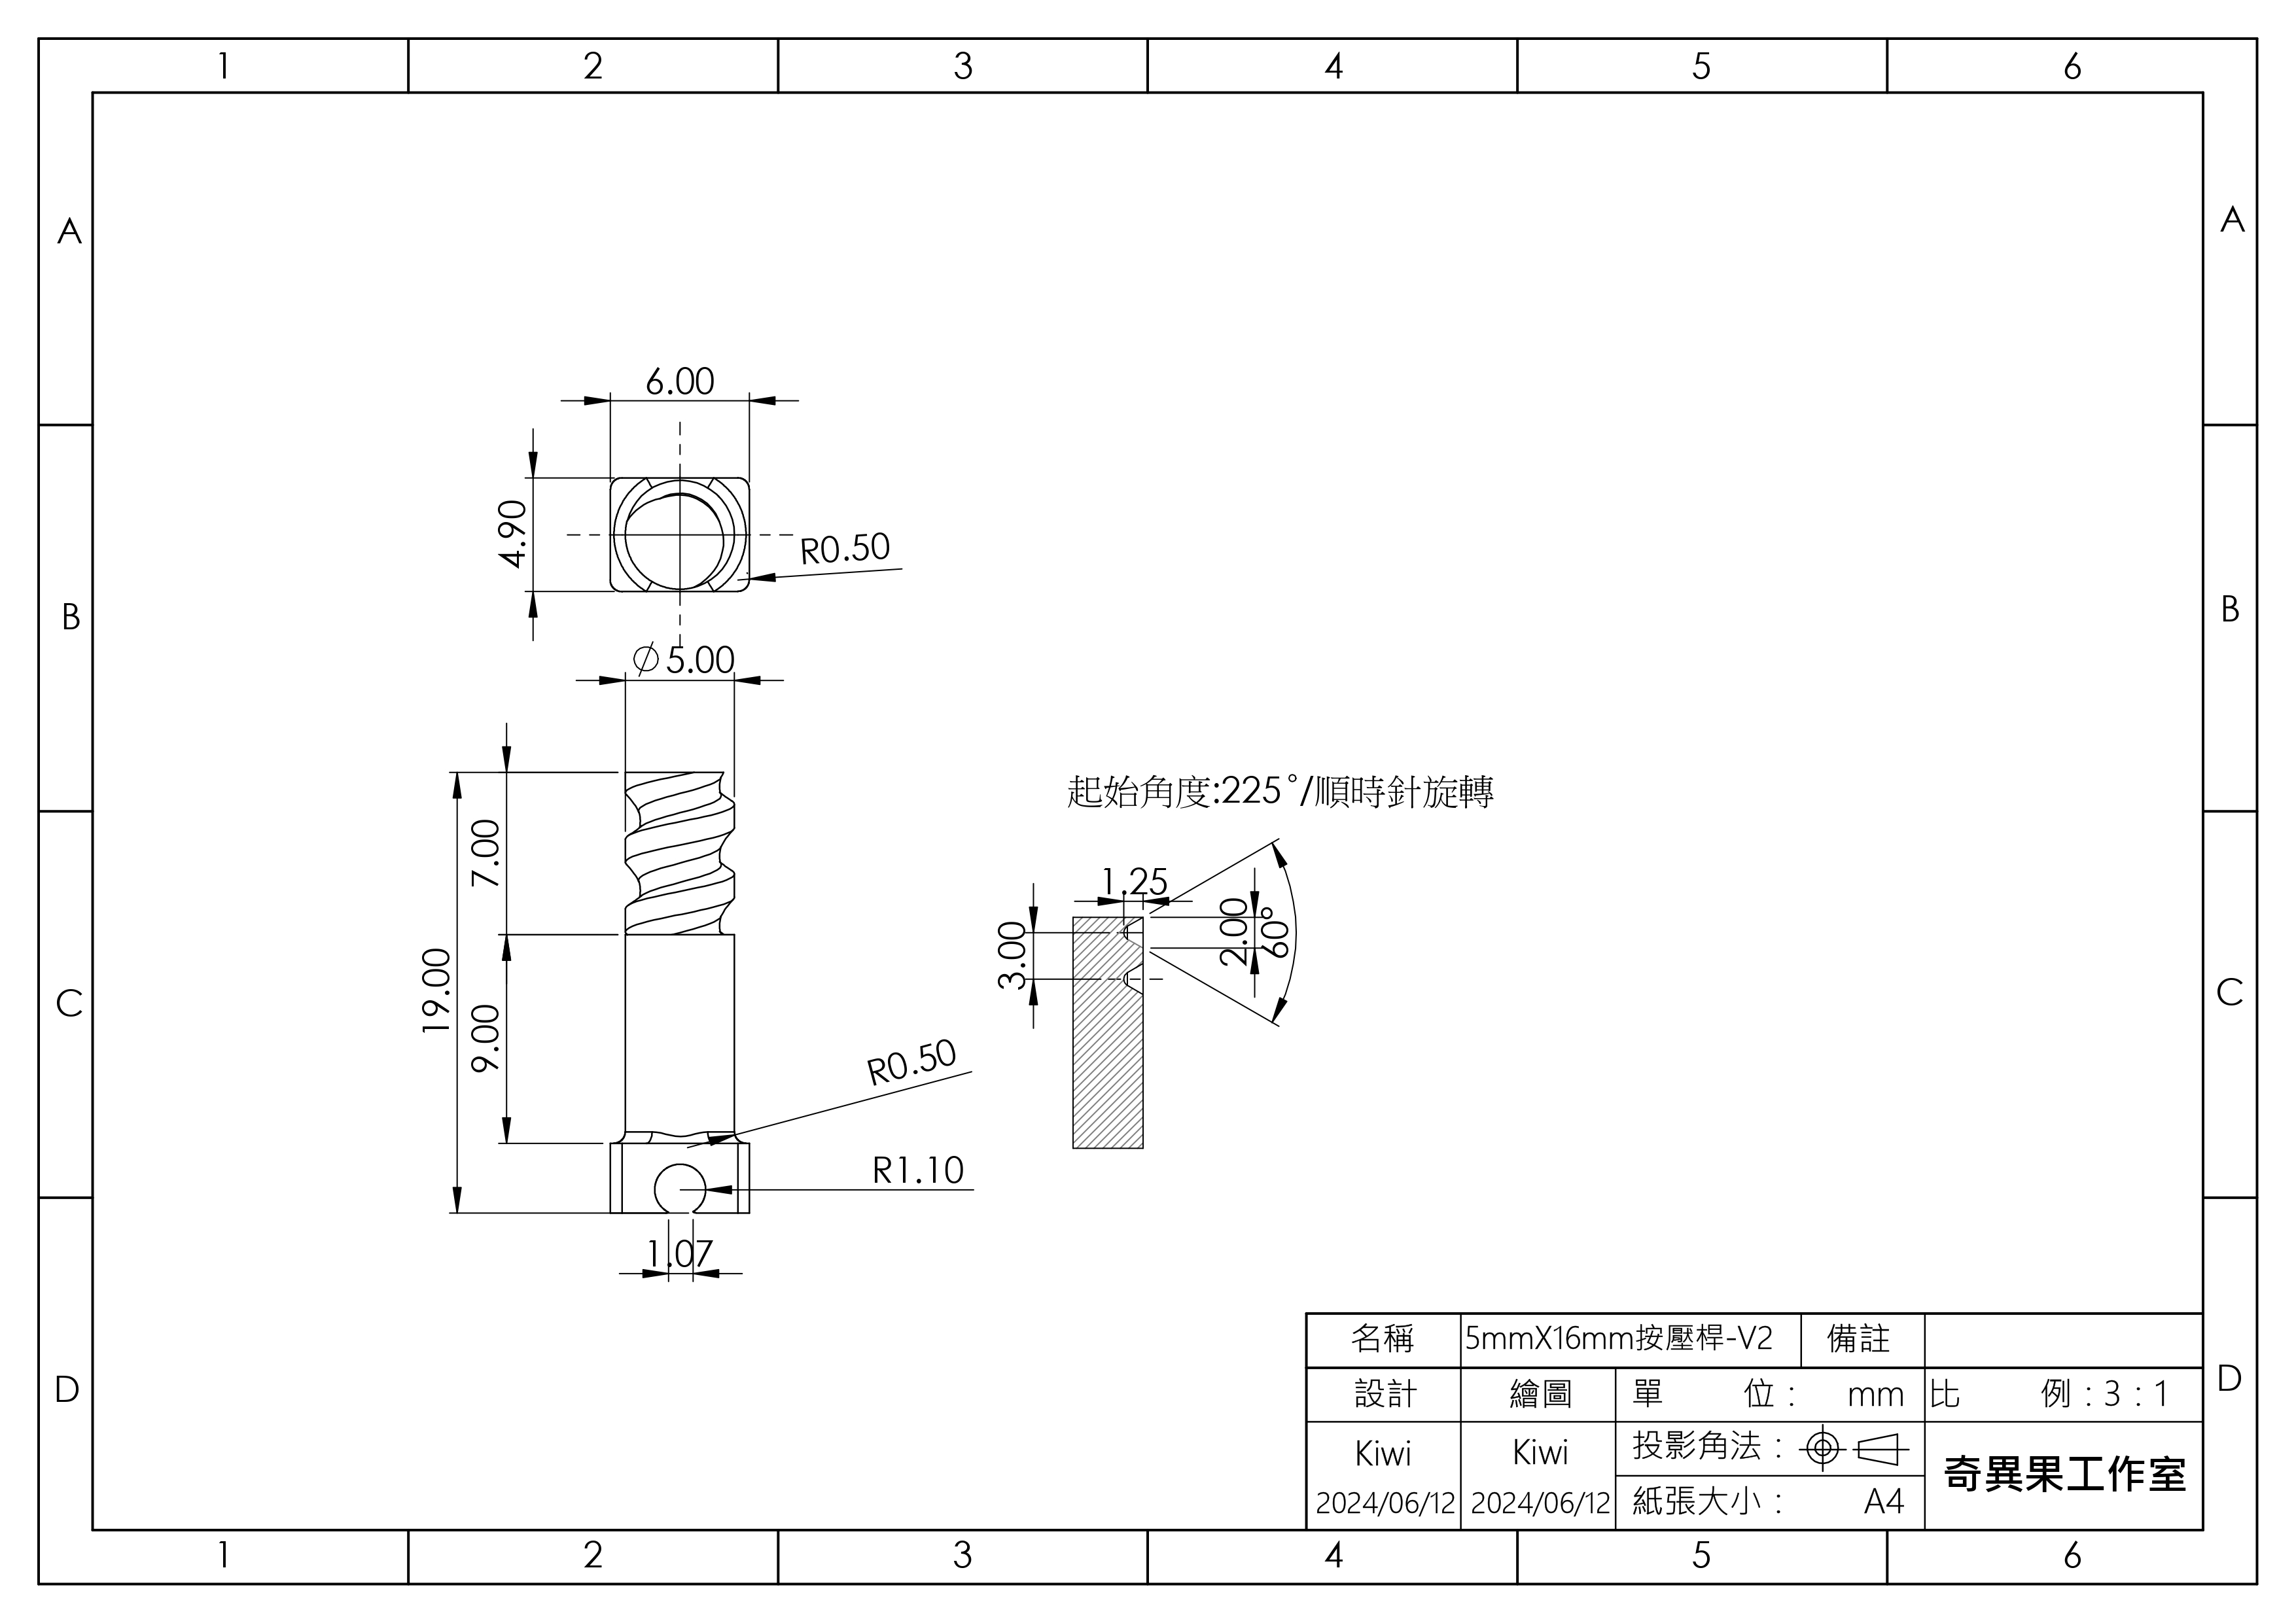 1 2 3 4 5 6
A A
6.00
4.90
R0.50
B B
⌀5.00
起始角度:225°/順時針旋轉
7.00
1.25
2.00
60°
3.00
19.00
9.00
C C
R0.50
R1.10
1.07
名稱 5mmX16mm按壓桿-V2 備註
設計 繪圖 單 位 : mm 比 例 : 3 : 1
D D
Kiwi Kiwi 投影角法 :
奇異果工作室
2024/06/12 2024/06/12 紙張大小 : A4
1 2 3 4 5 6